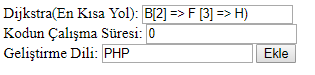 Dijkstra(En Kısa Yol): B[2] => F [3] => H)
Kodun Çalışma Süresi: 0
Geliştirme Dili: PHP Ekle